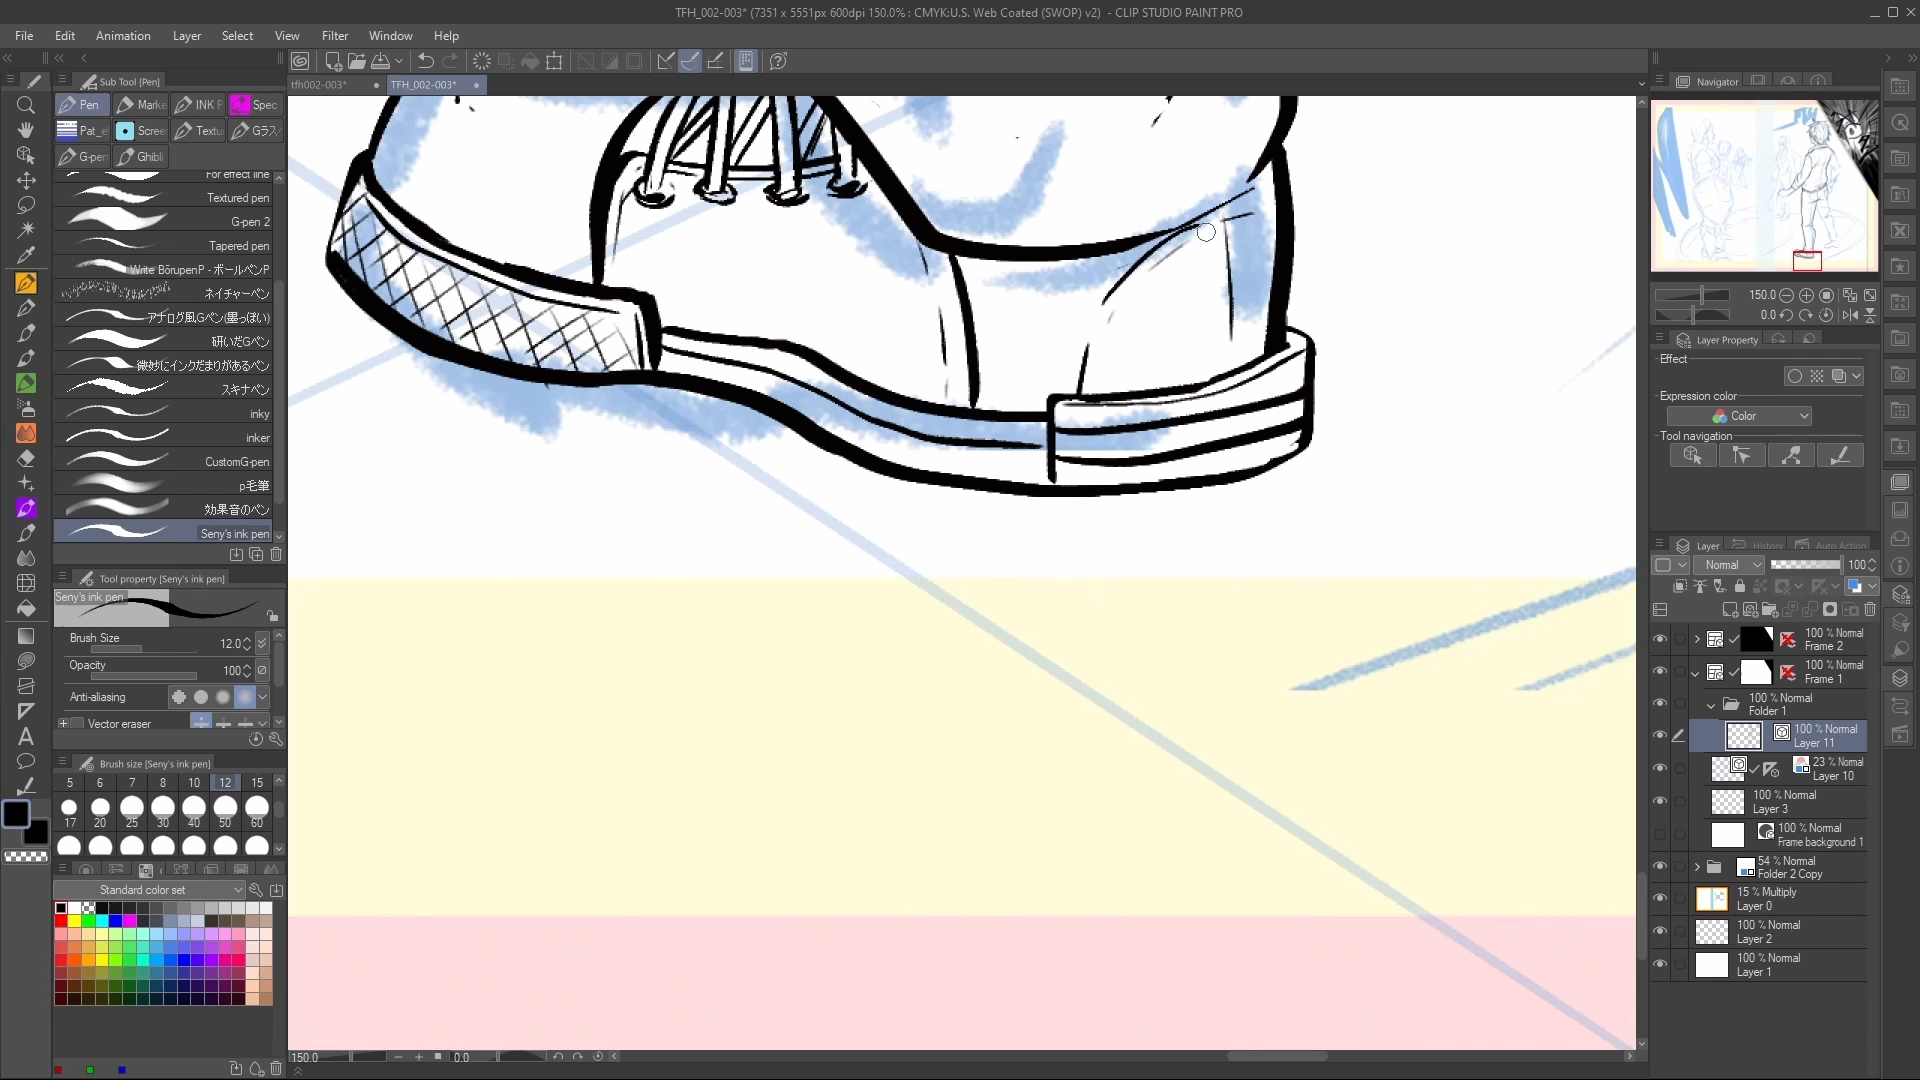 TFH_002-003* (7351 x 5551px 600dpi 150.0% : CMYK:U.S. Web Coated (SWOP) v2) - CLIP STUDIO PAINT PRO
File Edit Animation Layer Select View Filter Window Help
Sub Tool [Pen]
tfh002-003* TFH_002-003*
Navigator
Pen Marke INK P Spec
Pat_e Scree Textu Gラス
G-pen Ghibli
For effect line
Textured pen
G-pen 2
Tapered pen
Write BōrupenP - ボールペンP
ネイチャーペン
アナログ風Gペン(墨っぽい)
研いだGペン
微妙にインクだまりがあるペン
スキナペン
inky
inker
CustomG-pen
p毛筆
効果音のペン
Seny's ink pen
Tool property [Seny's ink pen]
Seny's ink pen
Brush Size 12.0
Opacity 100
Anti-aliasing
Vector eraser
Brush size [Seny's ink pen]
5 6 7 8 10 12 15
17 20 25 30 40 50 60
Standard color set
150.0 0.0
150.0
0.0
Layer Property
Effect
Expression color
Color
Tool navigation
Layer History Auto Action
Normal 100
100 % Normal
Frame 2
100 % Normal
Frame 1
100 % Normal
Folder 1
100 % Normal
Layer 11
23 % Normal
Layer 10
100 % Normal
Layer 3
100 % Normal
Frame background 1
54 % Normal
Folder 2 Copy
15 % Multiply
Layer 0
100 % Normal
Layer 2
100 % Normal
Layer 1